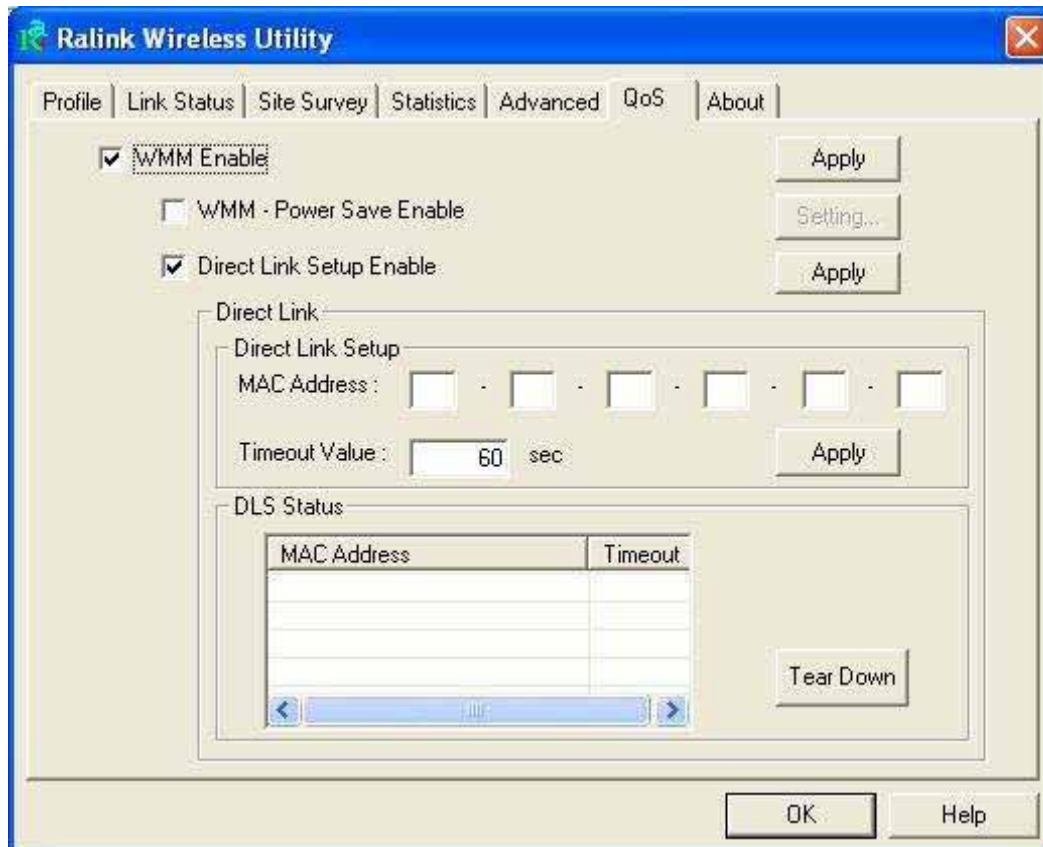 Ralink Wireless Utility
Profile Link Status Site Survey Statistics Advanced QoS About
WMM Enable Apply
WMM - Power Save Enable Setting...
Direct Link Setup Enable Apply
Direct Link
Direct Link Setup
MAC Address : - - - - -
Timeout Value : 60 sec Apply
DLS Status
MAC Address Timeout
Tear Down
OK Help